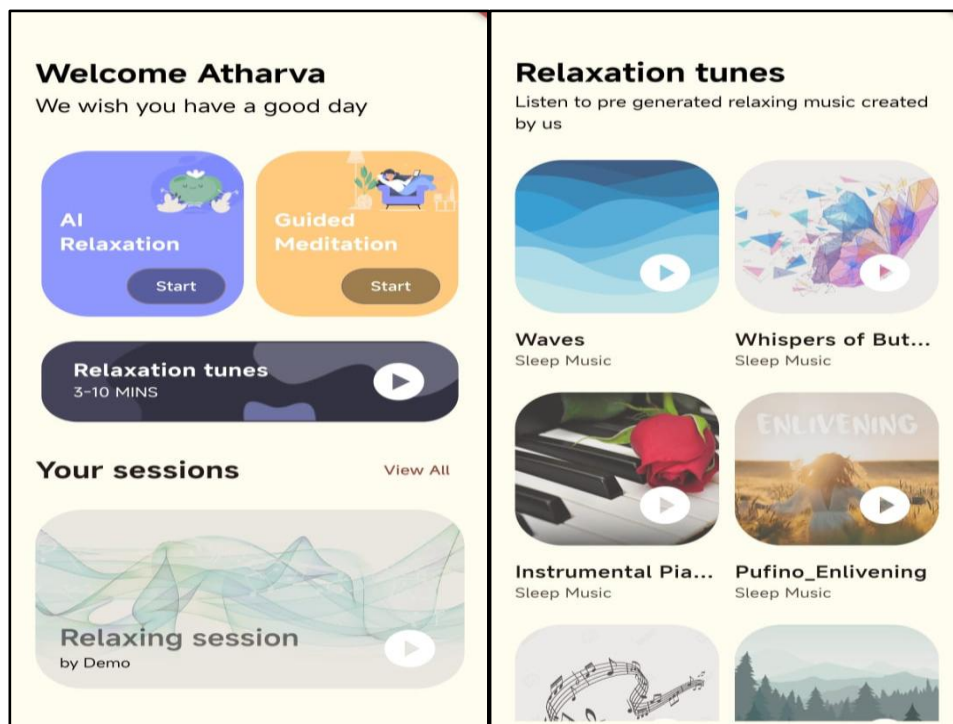 Welcome Atharva
We wish you have a good day
AI
Relaxation
Start
Guided
Meditation
Start
Relaxation tunes
3-10 MINS
Your sessions
View All
Relaxing session
by Demo
Relaxation tunes
Listen to pre generated relaxing music created
by us
Waves
Sleep Music
Whispers of But...
Sleep Music
Instrumental Pia...
Sleep Music
ENLIVENING
Pufino_Enlivening
Sleep Music